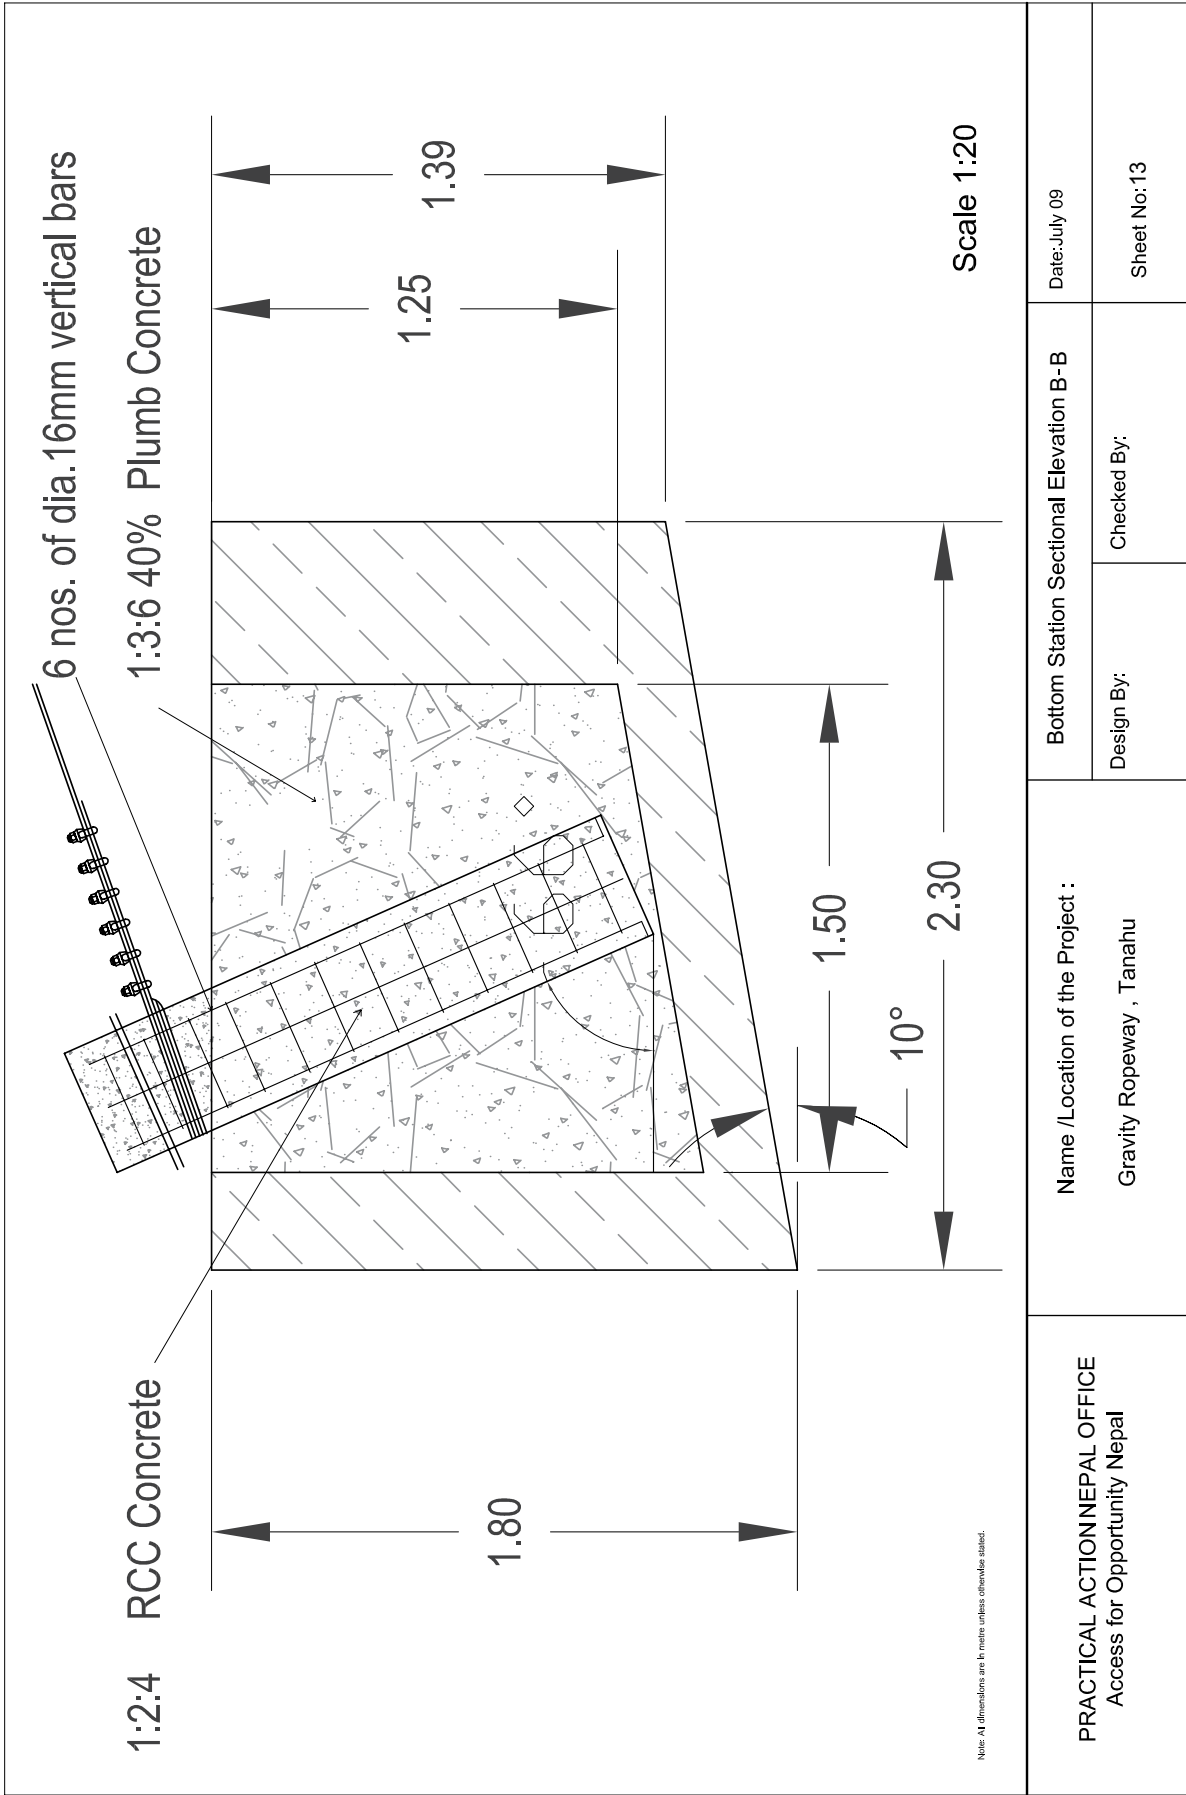 6 nos. of dia.16mm vertical bars
1:2:4 RCC Concrete
1:3:6 40% Plumb Concrete
1.80
1.25
1.39
1.50
10°
2.30
Scale 1:20
Note: All dimensions are in metre unless otherwise stated.
PRACTICAL ACTION NEPAL OFFICE
Access for Opportunity Nepal
Name /Location of the Project :
Gravity Ropeway , Tanahu
Bottom Station Sectional Elevation B-B
Design By:
Checked By:
Date:July 09
Sheet No:13